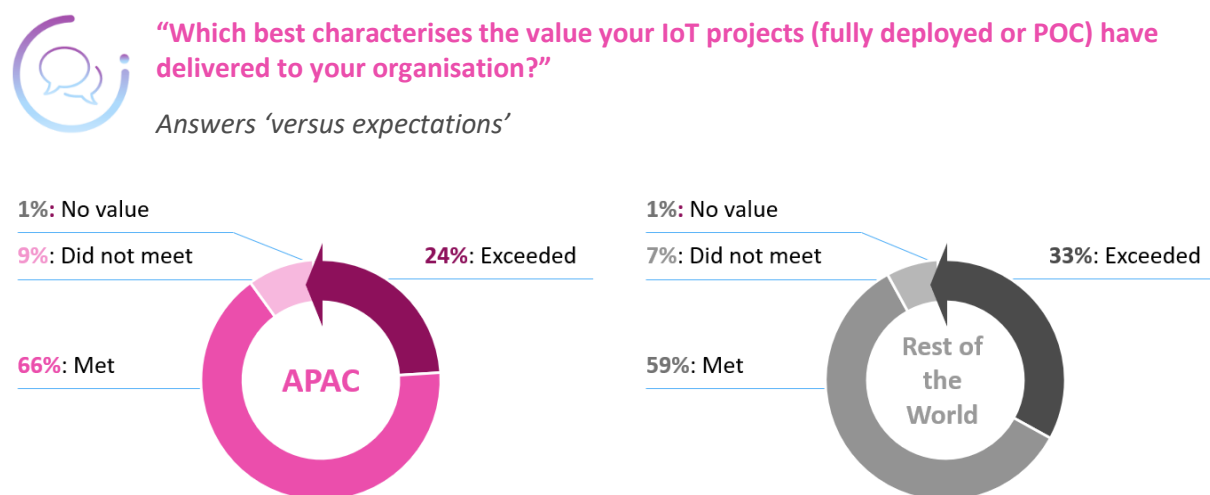 “Which best characterises the value your IoT projects (fully deployed or POC) have
delivered to your organisation?”
Answers ‘versus expectations’
1%: No value
9%: Did not meet
24%: Exceeded
66%: Met
APAC
1%: No value
7%: Did not meet
33%: Exceeded
59%: Met
Rest of
the
World